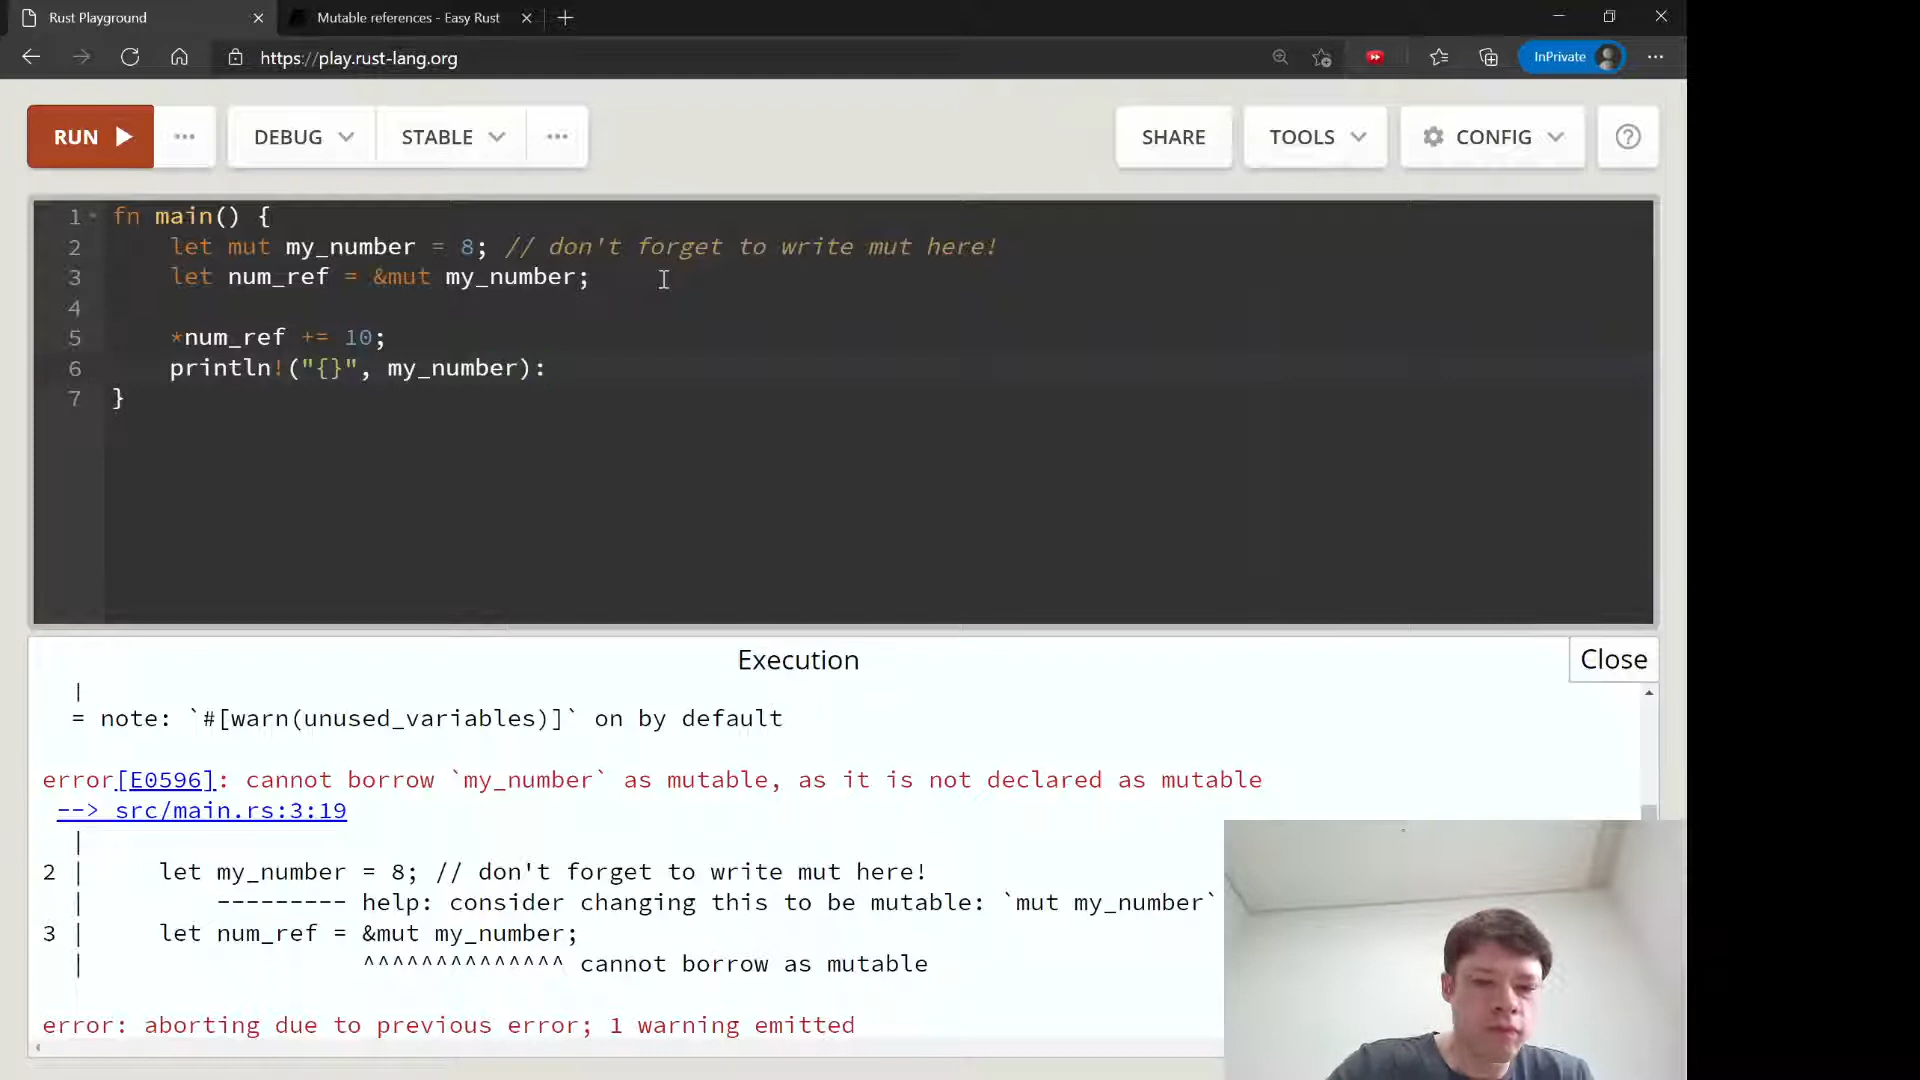 Rust Playground
Mutable references - Easy Rust
https://play.rust-lang.org
InPrivate
RUN
DEBUG
STABLE
SHARE
TOOLS
CONFIG
1 fn main() {
2 let mut my_number = 8; // don't forget to write mut here!
3 let num_ref = &mut my_number;
4
5 *num_ref += 10;
6 println!("{}", my_number):
7 }
Execution
Close
|
= note: `#[warn(unused_variables)]` on by default
error[E0596]: cannot borrow `my_number` as mutable, as it is not declared as mutable
--> src/main.rs:3:19
|
2 | let my_number = 8; // don't forget to write mut here!
| --------- help: consider changing this to be mutable: `mut my_number`
3 | let num_ref = &mut my_number;
| ^^^^^^^^^^^^^^ cannot borrow as mutable
error: aborting due to previous error; 1 warning emitted